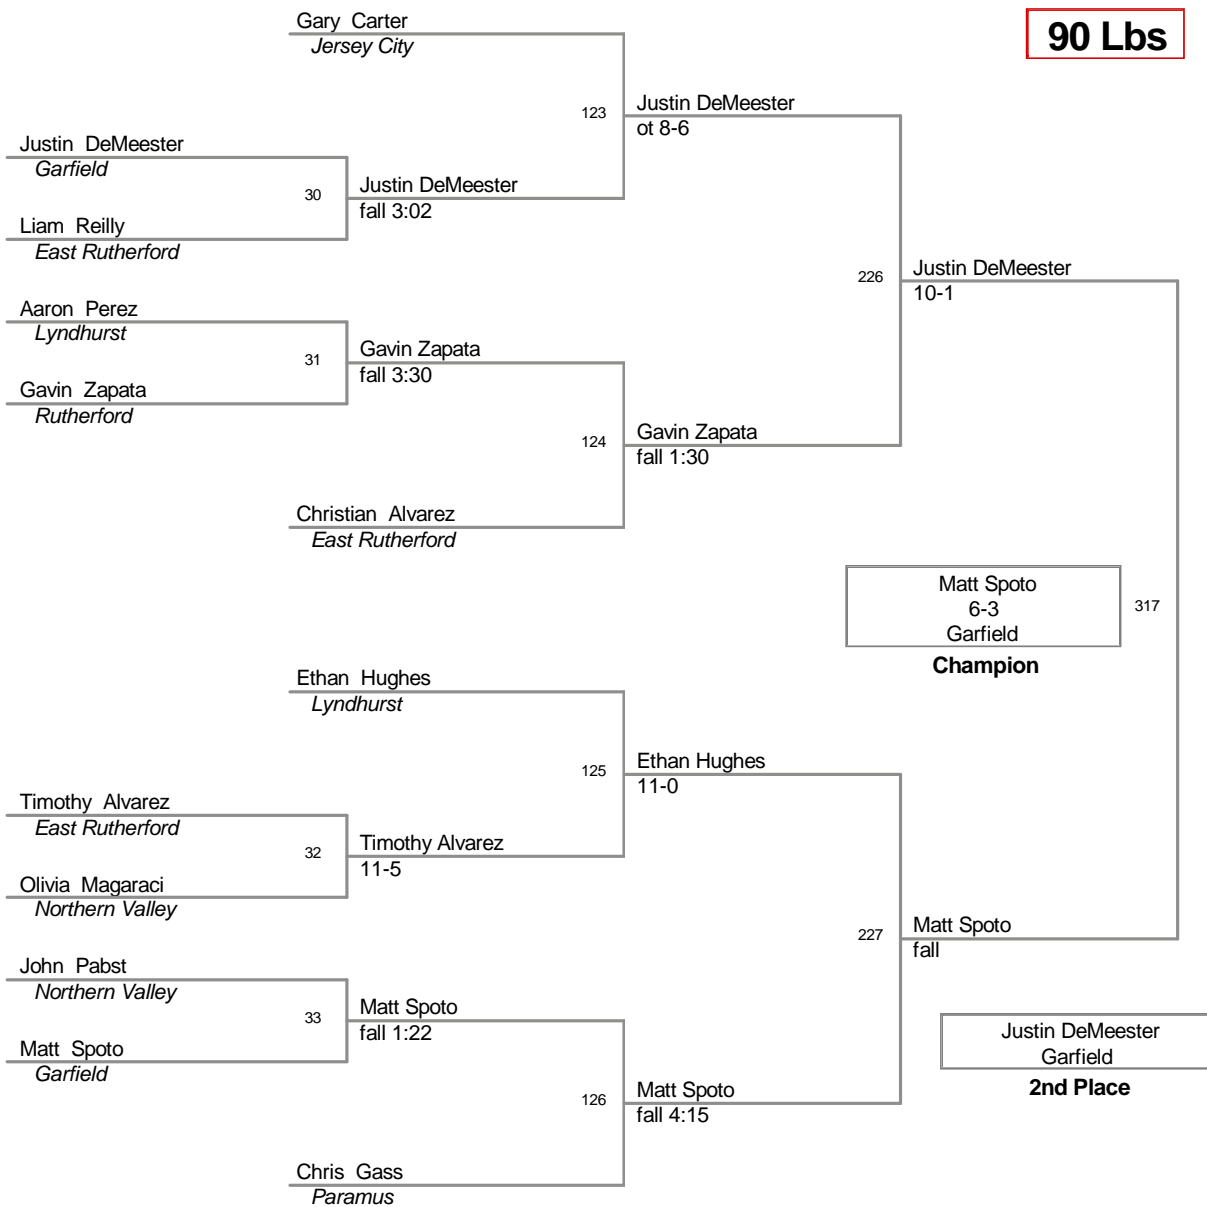 Gary Carter
Jersey City
90 Lbs
123
Justin DeMeester
ot 8-6
Justin DeMeester
Garfield
30
Justin DeMeester
fall 3:02
Liam Reilly
East Rutherford
226
Justin DeMeester
10-1
Aaron Perez
Lyndhurst
31
Gavin Zapata
fall 3:30
Gavin Zapata
Rutherford
124
Gavin Zapata
fall 1:30
Christian Alvarez
East Rutherford
Matt Spoto
6-3
Garfield
317
Champion
Ethan Hughes
Lyndhurst
125
Ethan Hughes
11-0
Timothy Alvarez
East Rutherford
32
Timothy Alvarez
11-5
Olivia Magaraci
Northern Valley
227
Matt Spoto
fall
John Pabst
Northern Valley
33
Matt Spoto
fall 1:22
Matt Spoto
Garfield
Justin DeMeester
Garfield
2nd Place
126
Matt Spoto
fall 4:15
Chris Gass
Paramus